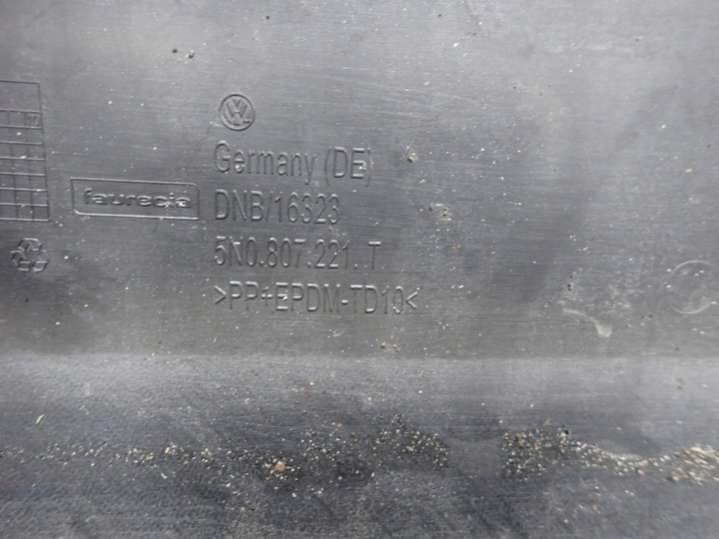 Germany (DE)
faurecia
DNB/16323
5N0.807.221. T
>PP+EPDM-TD10<